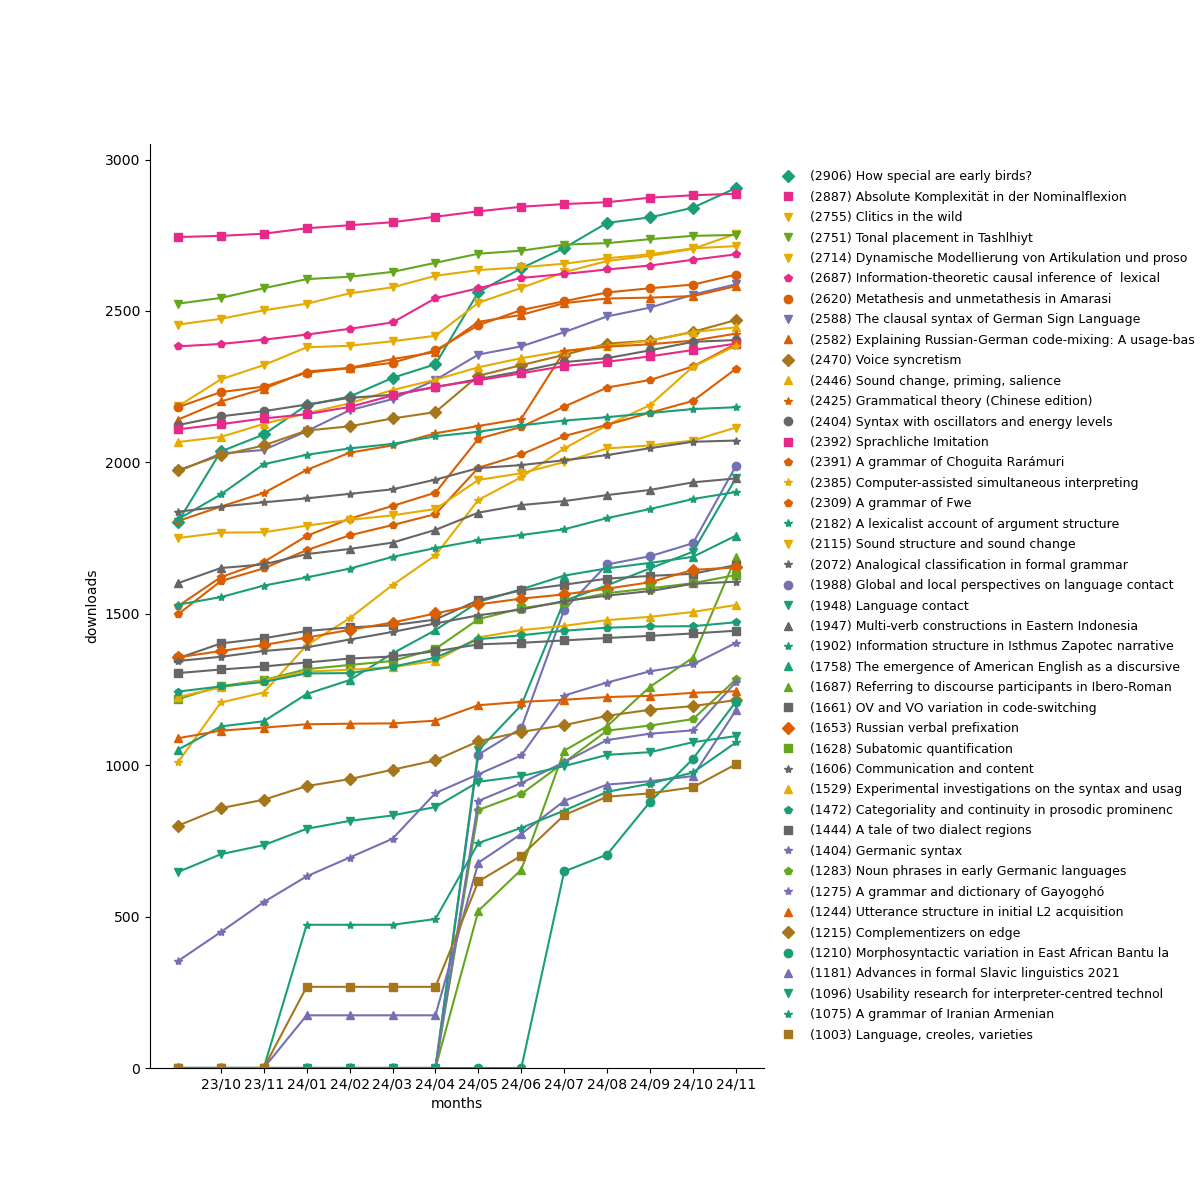 3000
2500
2000
1500
1000
500
0
downloads
23/10 23/11 24/01 24/02 24/03 24/04 24/05 24/06 24/07 24/08 24/09 24/10 24/11
months
(2906) How special are early birds?
(2887) Absolute Komplexität in der Nominalflexion
(2755) Clitics in the wild
(2751) Tonal placement in Tashlhiyt
(2714) Dynamische Modellierung von Artikulation und proso
(2687) Information-theoretic causal inference of lexical
(2620) Metathesis and unmetathesis in Amarasi
(2588) The clausal syntax of German Sign Language
(2582) Explaining Russian-German code-mixing: A usage-bas
(2470) Voice syncretism
(2446) Sound change, priming, salience
(2425) Grammatical theory (Chinese edition)
(2404) Syntax with oscillators and energy levels
(2392) Sprachliche Imitation
(2391) A grammar of Choguita Rarámuri
(2385) Computer-assisted simultaneous interpreting
(2309) A grammar of Fwe
(2182) A lexicalist account of argument structure
(2115) Sound structure and sound change
(2072) Analogical classification in formal grammar
(1988) Global and local perspectives on language contact
(1948) Language contact
(1947) Multi-verb constructions in Eastern Indonesia
(1902) Information structure in Isthmus Zapotec narrative
(1758) The emergence of American English as a discursive
(1687) Referring to discourse participants in Ibero-Roman
(1661) OV and VO variation in code-switching
(1653) Russian verbal prefixation
(1628) Subatomic quantification
(1606) Communication and content
(1529) Experimental investigations on the syntax and usag
(1472) Categoriality and continuity in prosodic prominenc
(1444) A tale of two dialect regions
(1404) Germanic syntax
(1283) Noun phrases in early Germanic languages
(1275) A grammar and dictionary of Gayogo̱hó
(1244) Utterance structure in initial L2 acquisition
(1215) Complementizers on edge
(1210) Morphosyntactic variation in East African Bantu la
(1181) Advances in formal Slavic linguistics 2021
(1096) Usability research for interpreter-centred technol
(1075) A grammar of Iranian Armenian
(1003) Language, creoles, varieties